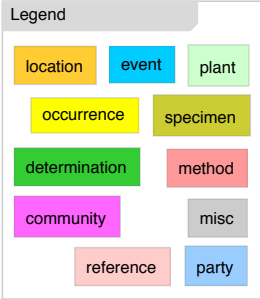 Legend
location event plant
occurrence specimen
determination method
community misc
reference party